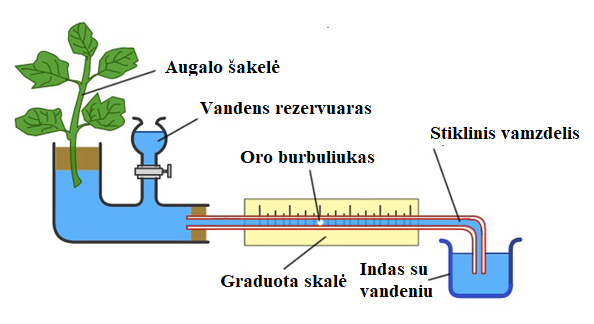 Augalo šakelė
Vandens rezervuaras
Stiklinis vamzdelis
Oro burbuliukas
Graduota skalė
Indas su
vandeniu